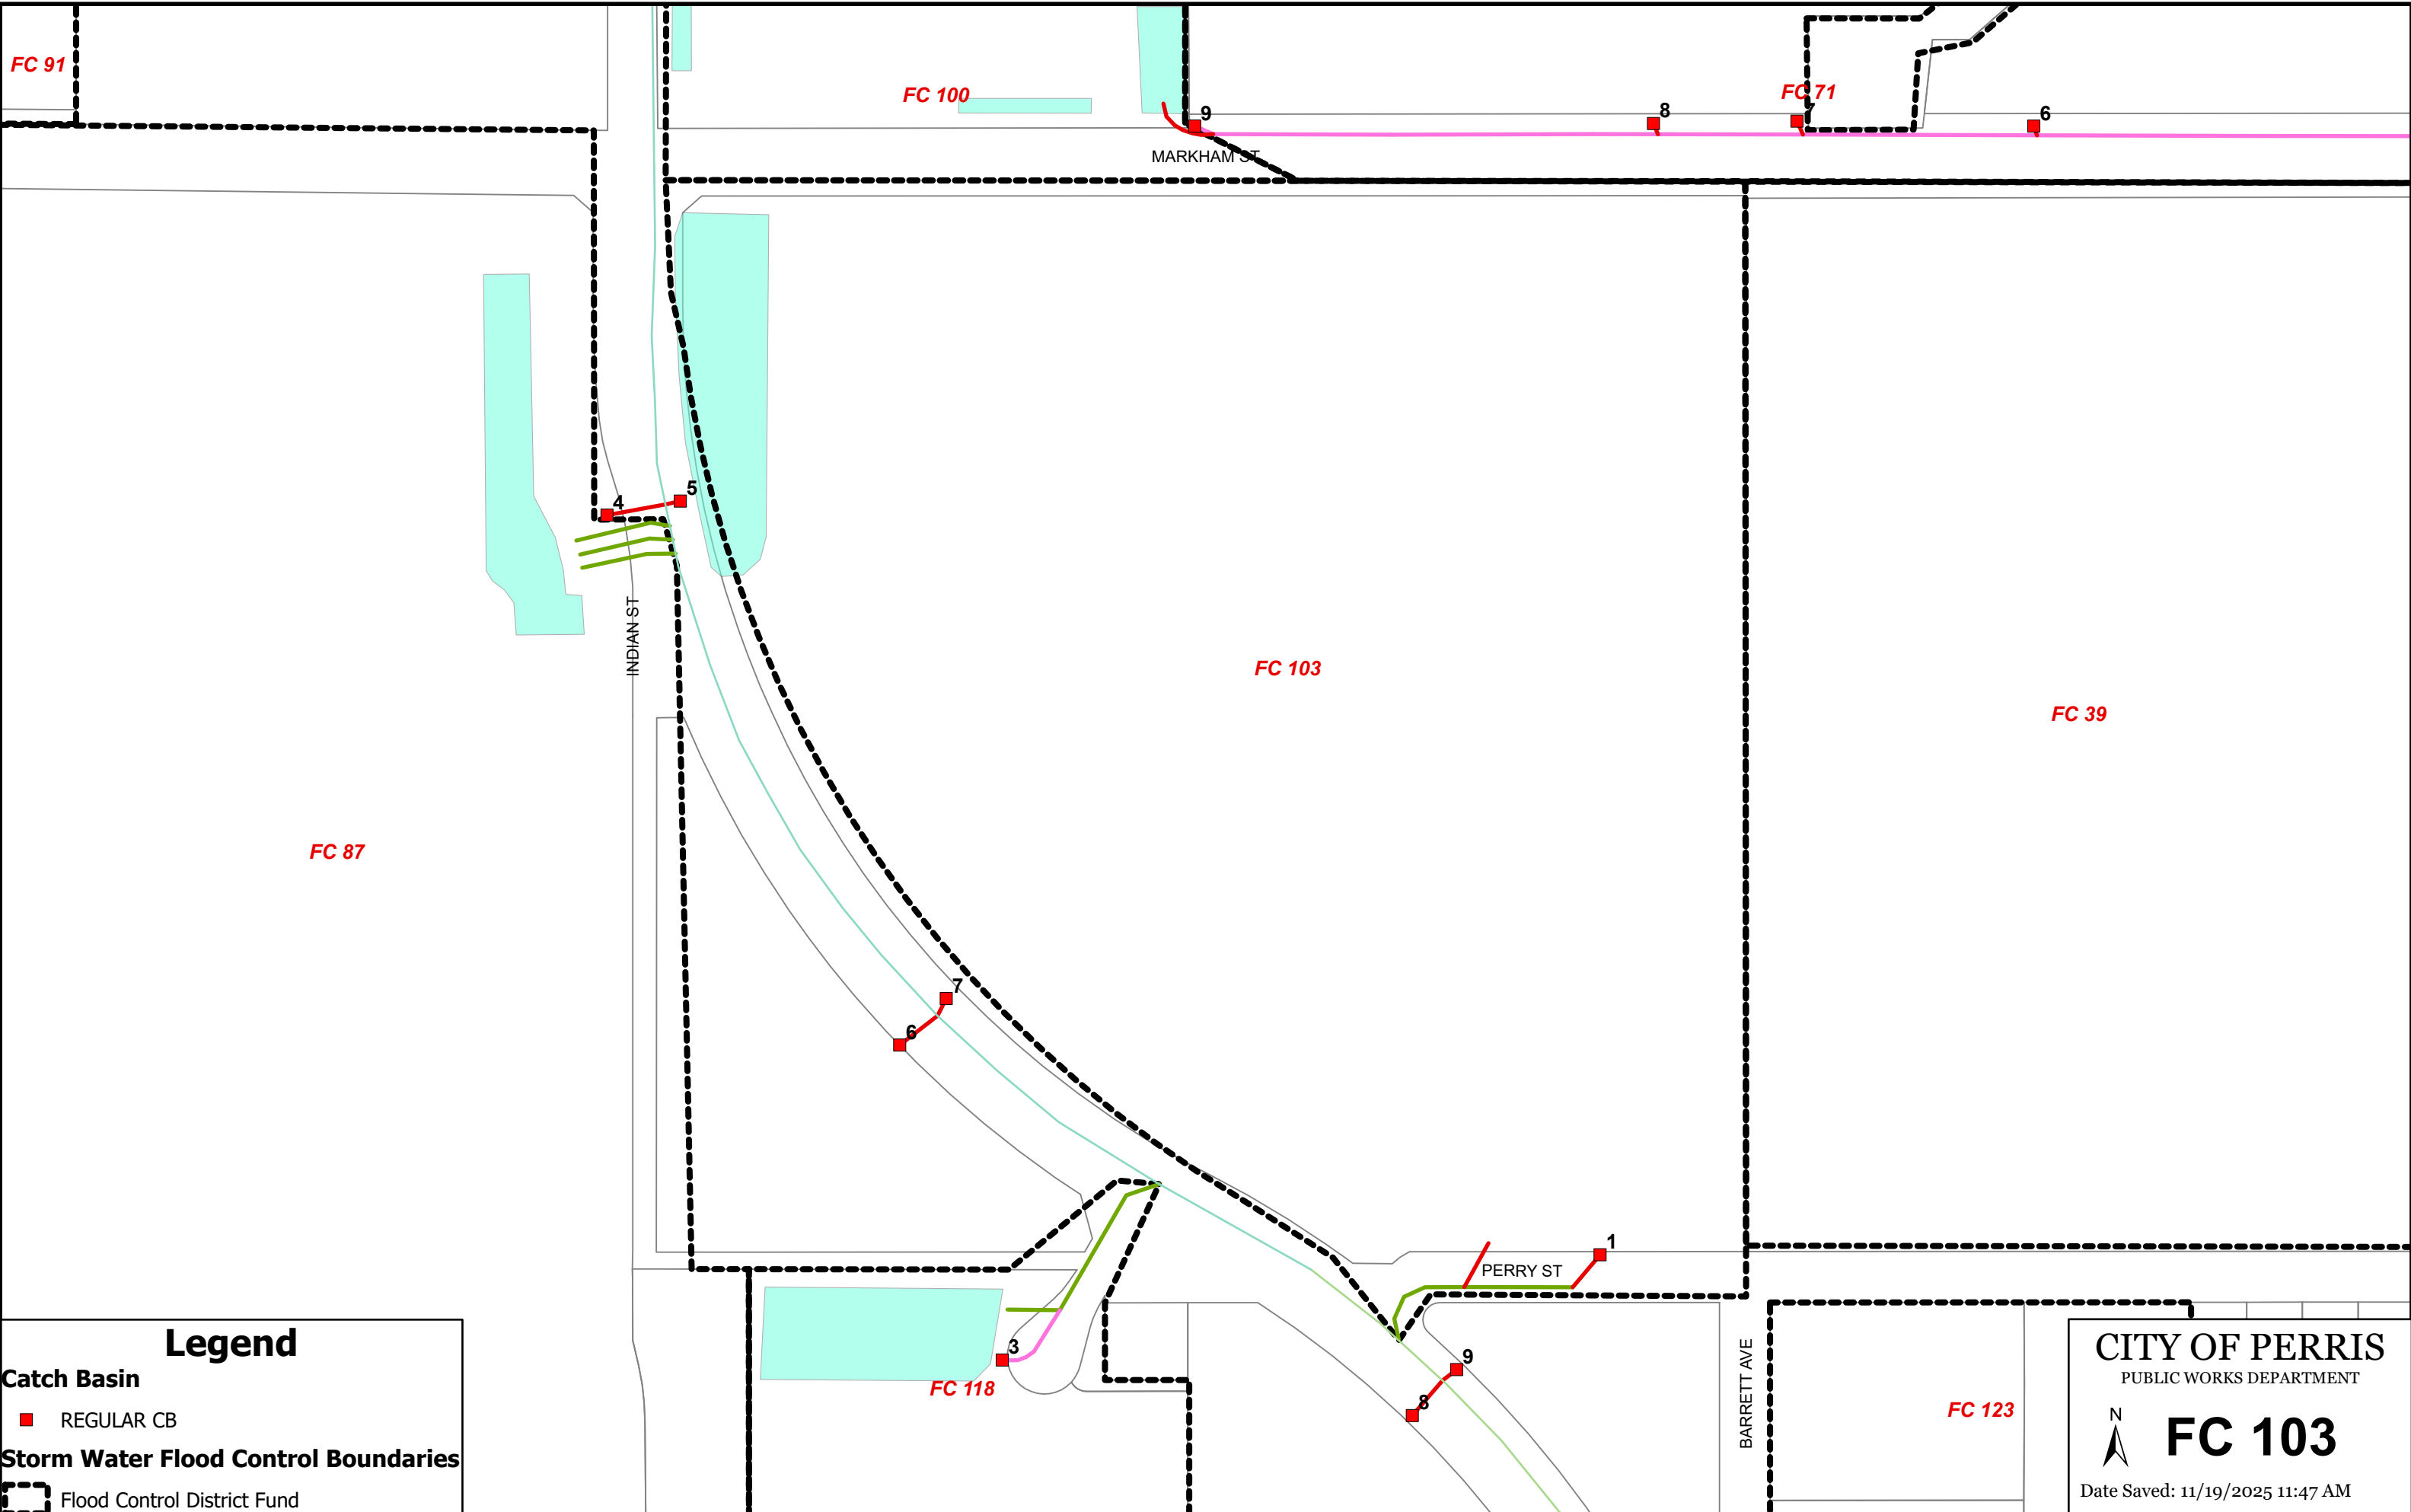 FC 91
FC 100
FC 71
9
8
7
6
MARKHAM ST
4
5
INDIAN ST
FC 103
FC 39
FC 87
7
6
1
PERRY ST
3
FC 118
9
8
BARRETT AVE
FC 123
Legend
Catch Basin
REGULAR CB
Storm Water Flood Control Boundaries
Flood Control District Fund
CITY OF PERRIS
PUBLIC WORKS DEPARTMENT
N
FC 103
Date Saved: 11/19/2025 11:47 AM